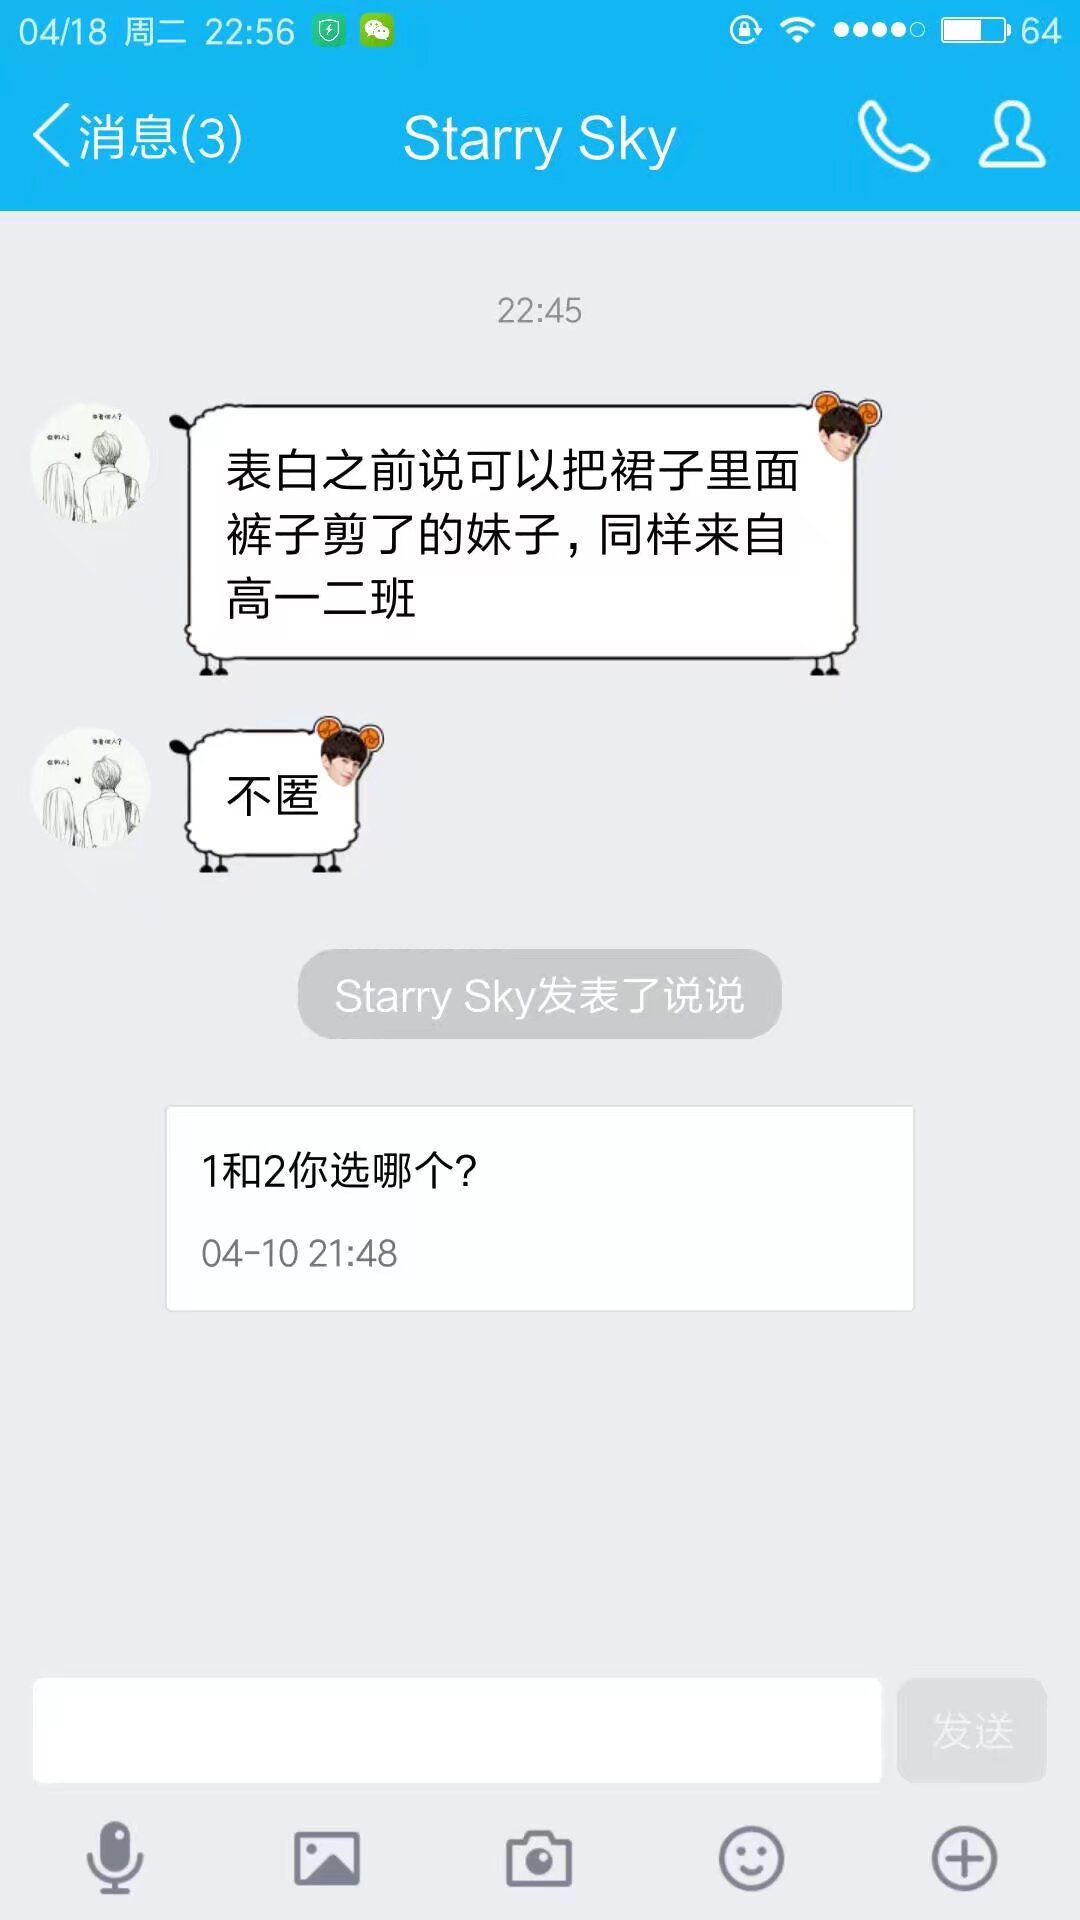 04/18 周二 22:56
64
消息(3)
Starry Sky
22:45
表白之前说可以把裙子里面
裤子剪了的妹子，同样来自
高一二班
不匿
Starry Sky发表了说说
1和2你选哪个?
04-10 21:48
发送